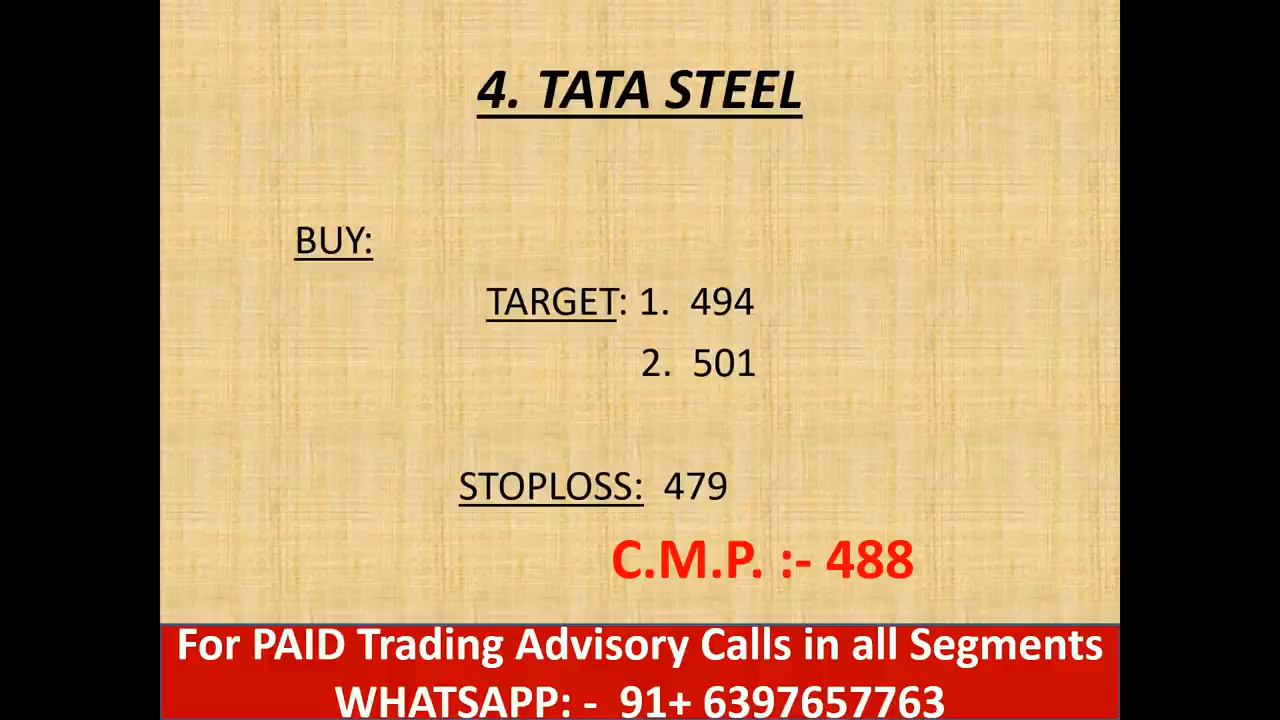 4. TATA STEEL
BUY:
TARGET: 1. 494
2. 501
STOPLOSS: 479
C.M.P. :- 488
For PAID Trading Advisory Calls in all Segments
WHATSAPP: - 91+ 6397657763